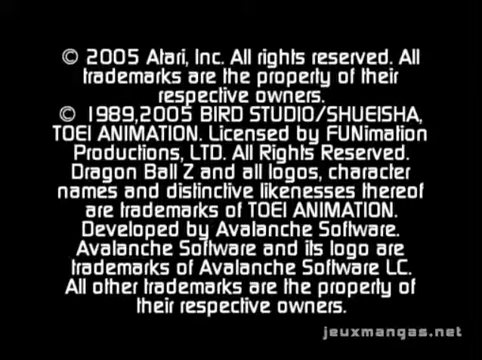 © 2005 Atari, Inc. All rights reserved. All
trademarks are the property of their
respective owners.
© 1989,2005 BIRD STUDIO/SHUEISHA,
TOEI ANIMATION. Licensed by FUNimation
Productions, LTD. All Rights Reserved.
Dragon Ball Z and all logos, character
names and distinctive likenesses thereof
are trademarks of TOEI ANIMATION.
Developed by Avalanche Software.
Avalanche Software and its logo are
trademarks of Avalanche Software LC.
All other trademarks are the property of
their respective owners.
jeuxmangas.net